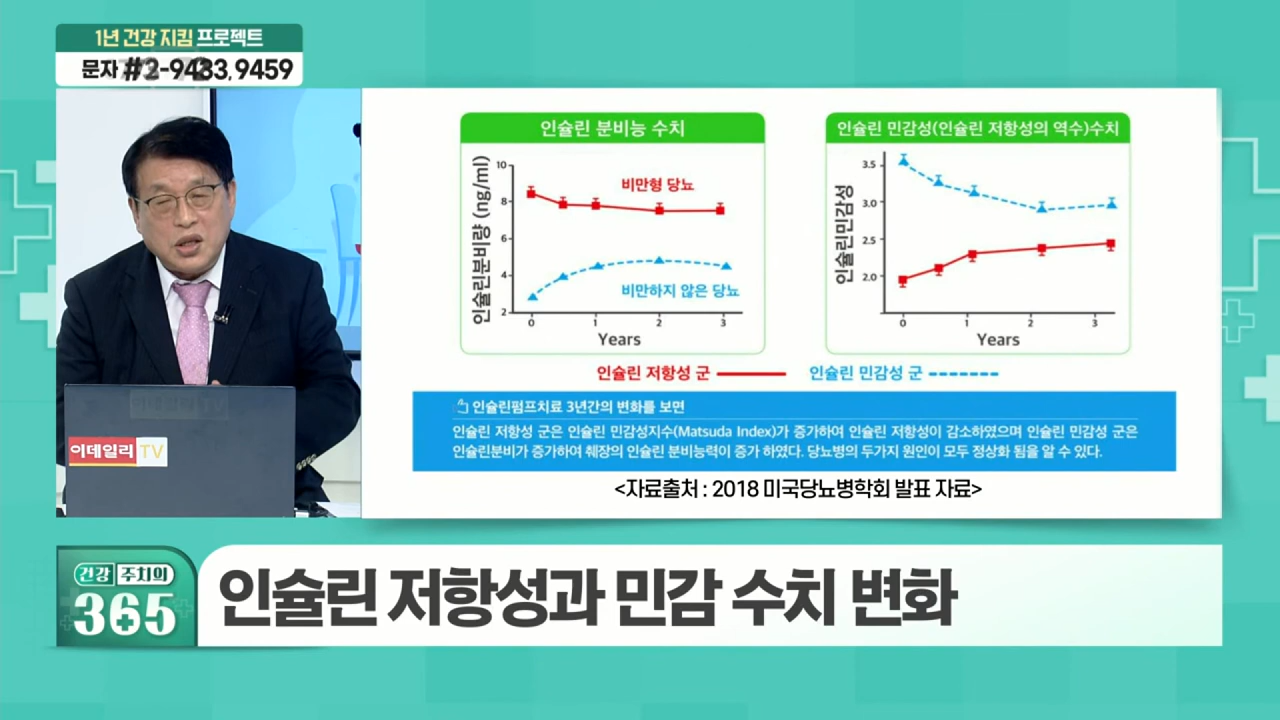 1년 건강 지킴 프로젝트
문자 #2-9433, 9459
인슐린 분비능 수치
인슐린분비량 (ng/ml)
10
8
6
4
2
비만형 당뇨
비만하지 않은 당뇨
0 1 2 3
Years
인슐린 민감성(인슐린 저항성의 역수)수치
인슐린민감성
3.5
3.0
2.5
2.0
0 1 2 3
Years
인슐린 저항성 군
인슐린 민감성 군
인슐린펌프치료 3년간의 변화를 보면
인슐린 저항성 군은 인슐린 민감성지수(Matsuda Index)가 증가하여 인슐린 저항성이 감소하였으며 인슐린 민감성 군은
인슐린분비가 증가하여 췌장의 인슐린 분비능력이 증가 하였다. 당뇨병의 두가지 원인이 모두 정상화 됨을 알 수 있다.
<자료출처 : 2018 미국당뇨병학회 발표 자료>
이데일리 TV
건강 주치의
365
인슐린 저항성과 민감 수치 변화